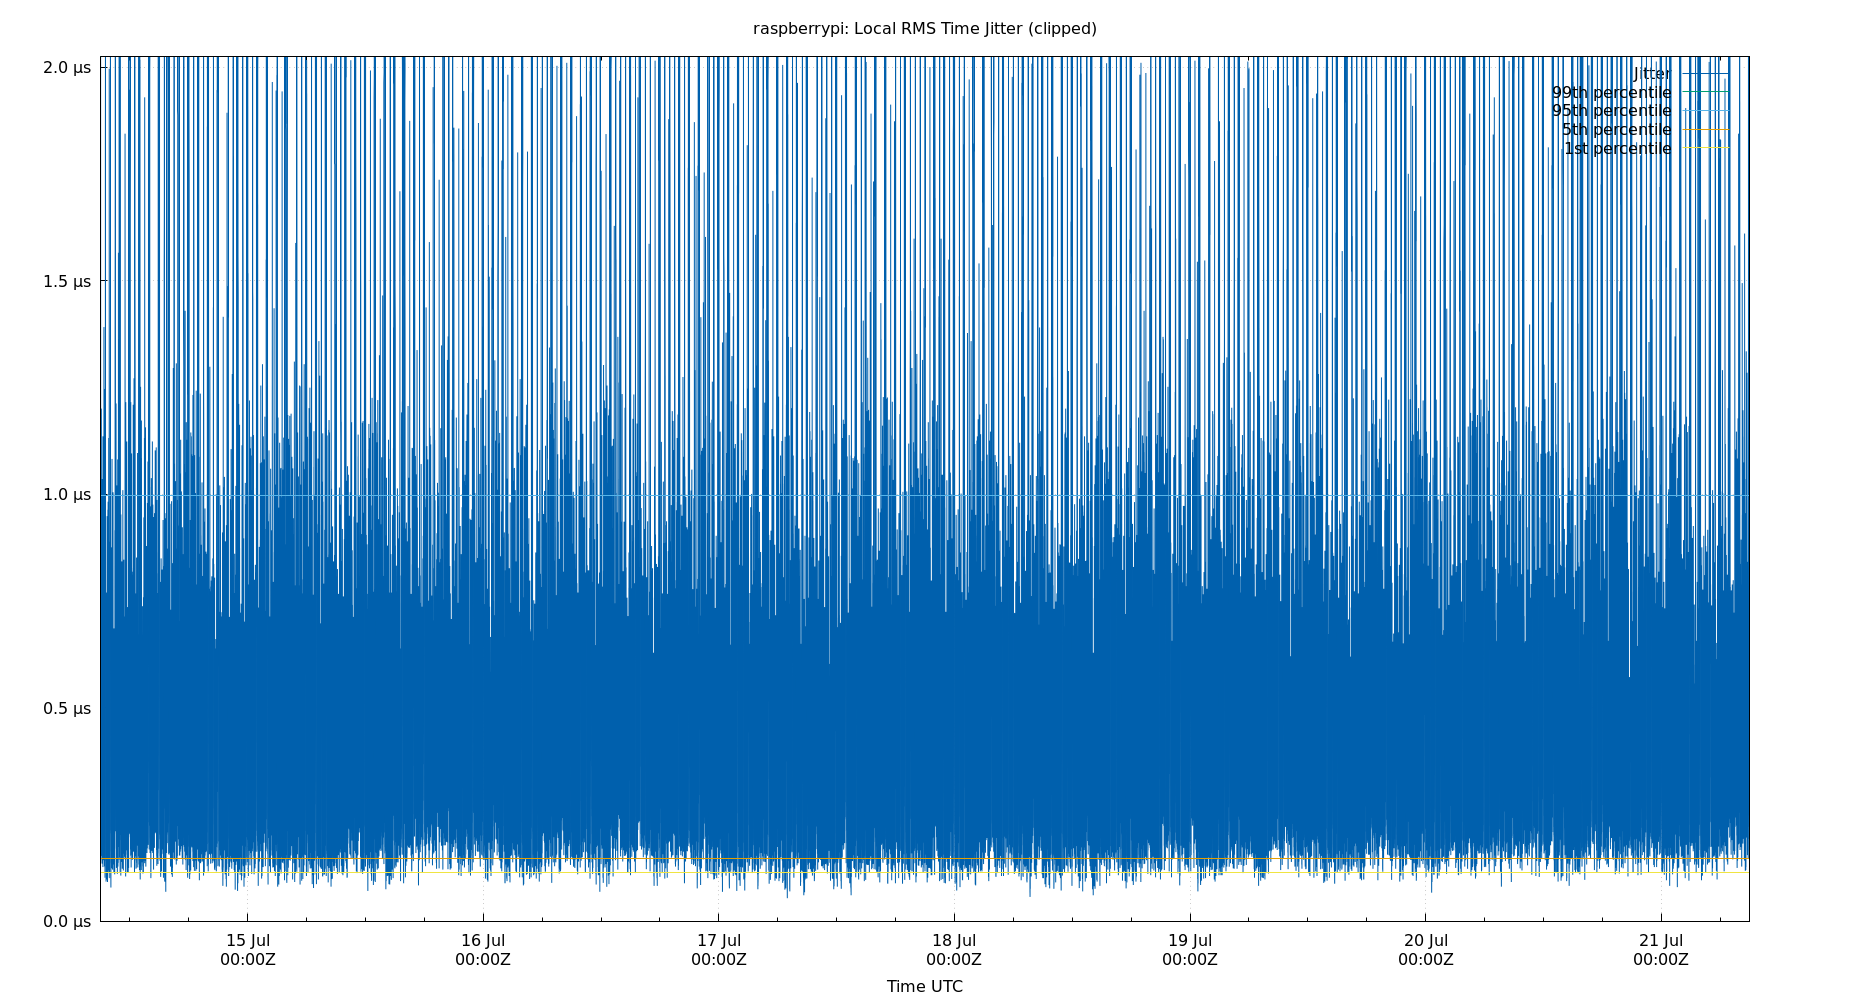 raspberrypi: Local RMS Time Jitter (clipped)
2.0 µs
1.5 µs
1.0 µs
0.5 µs
0.0 µs
Jitter
99th percentile
95th percentile
5th percentile
1st percentile
15 Jul 16 Jul 17 Jul 18 Jul 19 Jul 20 Jul 21 Jul
00:00Z 00:00Z 00:00Z 00:00Z 00:00Z 00:00Z 00:00Z
Time UTC